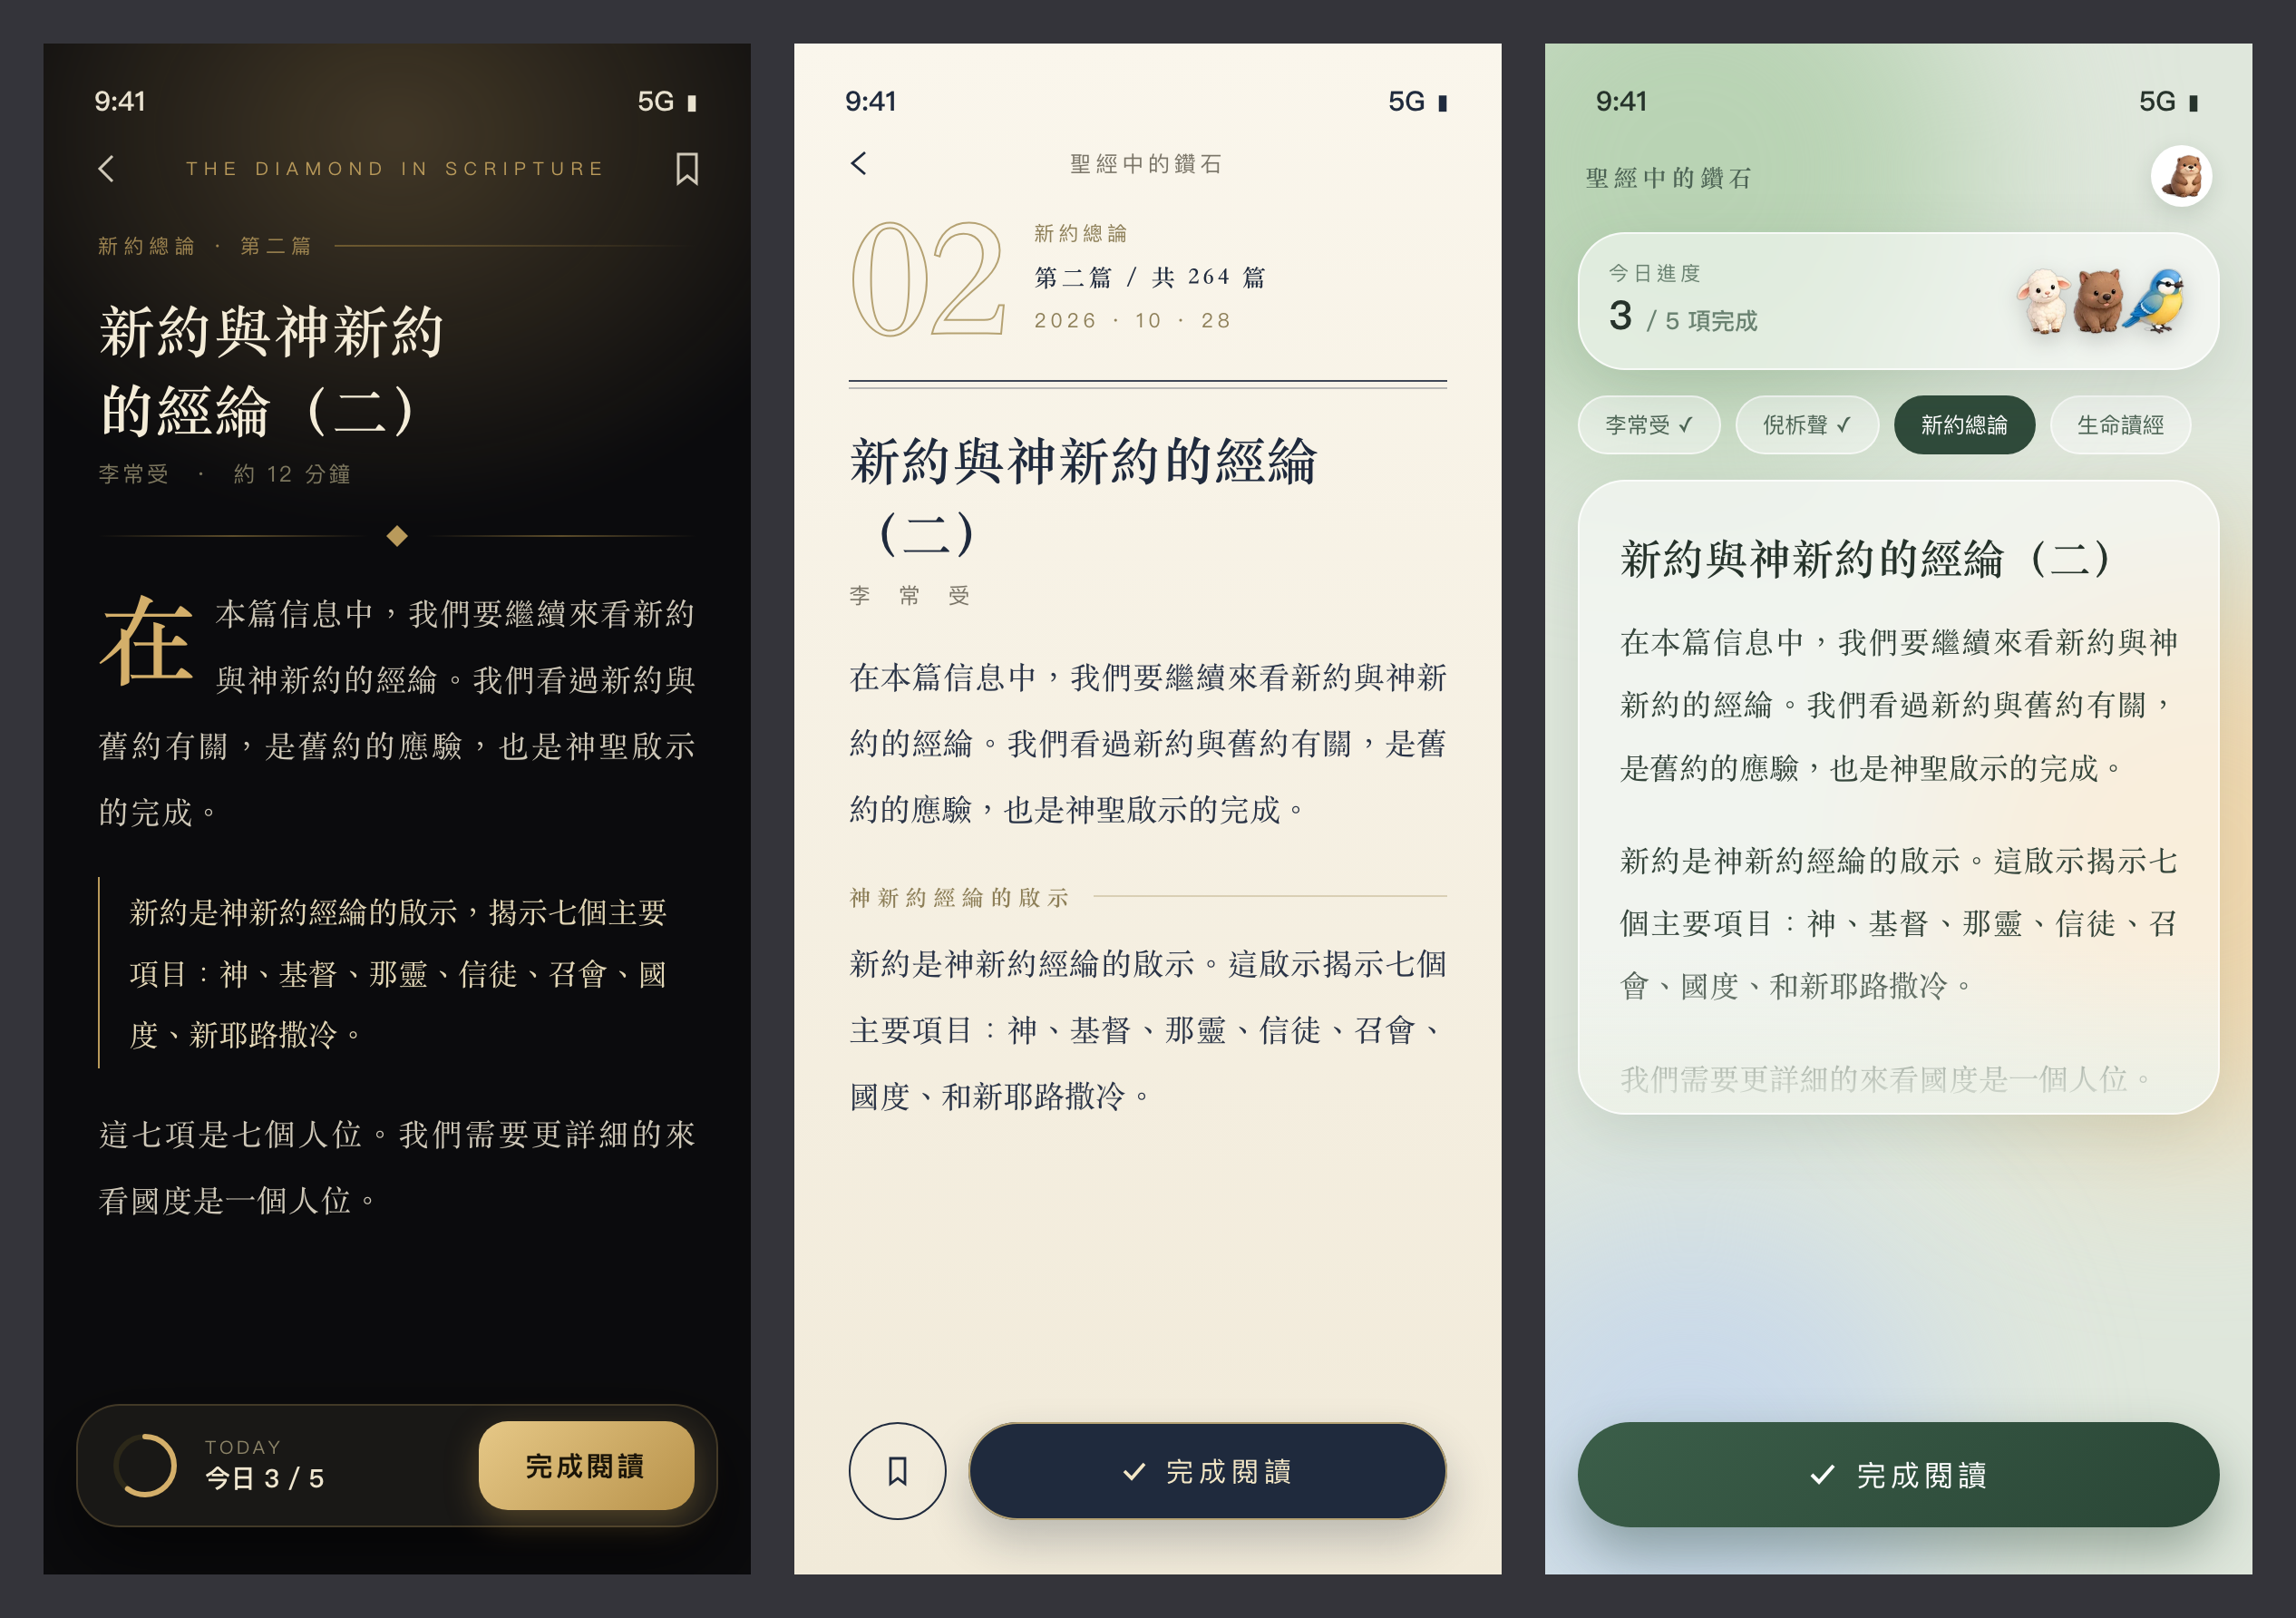 9:41
5G
THE DIAMOND IN SCRIPTURE
新約總論 · 第二篇
新約與神新約
的經綸（二）
李常受 · 約 12 分鐘
在本篇信息中，我們要繼續來看新約
與神新約的經綸。我們看過新約與
舊約有關，是舊約的應驗，也是神聖啟示
的完成。
新約是神新約經綸的啟示，揭示七個主要
項目：神、基督、那靈、信徒、召會、國
度、新耶路撒冷。
這七項是七個人位。我們需要更詳細的來
看國度是一個人位。
TODAY
今日 3 / 5
完成閱讀
9:41
5G
聖經中的鑽石
02
新約總論
第二篇 / 共 264 篇
2026 · 10 · 28
新約與神新約的經綸
（二）
李常受
在本篇信息中，我們要繼續來看新約與神新
約的經綸。我們看過新約與舊約有關，是舊
約的應驗，也是神聖啟示的完成。
神新約經綸的啟示
新約是神新約經綸的啟示。這啟示揭示七個
主要項目：神、基督、那靈、信徒、召會、
國度、和新耶路撒冷。
✓ 完成閱讀
9:41
5G
聖經中的鑽石
今日進度
3 / 5 項完成
李常受 ✓
倪柝聲 ✓
新約總論
生命讀經
新約與神新約的經綸（二）
在本篇信息中，我們要繼續來看新約與神
新約的經綸。我們看過新約與舊約有關，
是舊約的應驗，也是神聖啟示的完成。
新約是神新約經綸的啟示。這啟示揭示七
個主要項目：神、基督、那靈、信徒、召
會、國度、和新耶路撒冷。
我們需要更詳細的來看國度是一個人位。
✓ 完成閱讀